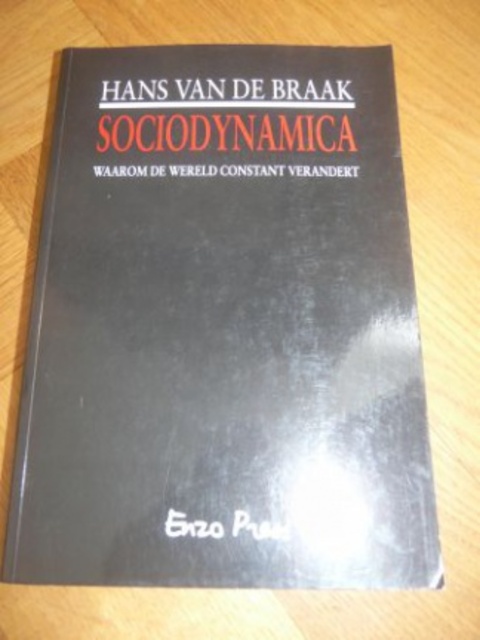 HANS VAN DE BRAAK
SOCIODYNAMICA
WAAROM DE WERELD CONSTANT VERANDERT
Enzo